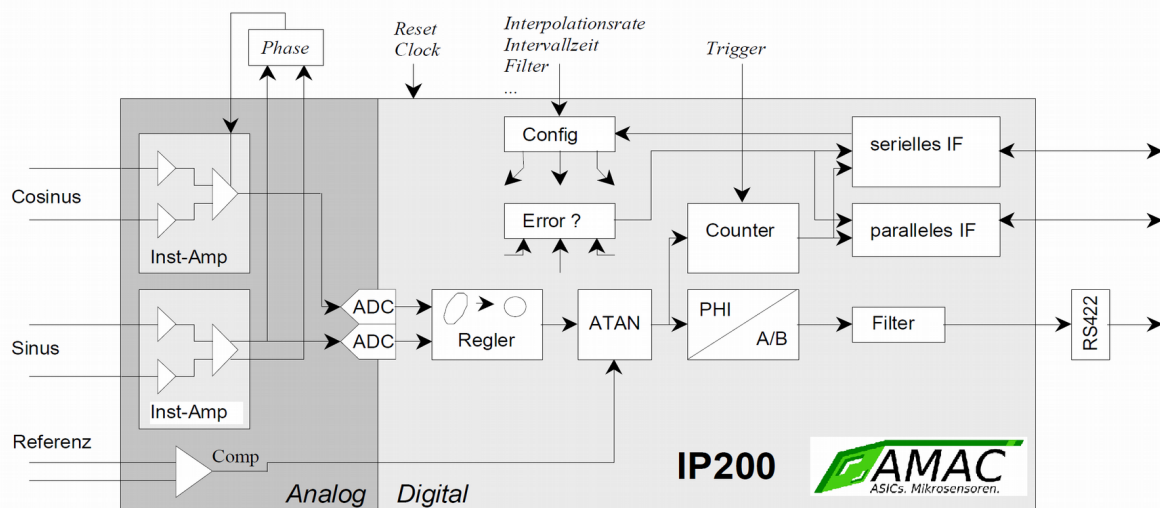 Phase
Reset
Clock
Interpolationsrate
Intervallzeit
Filter
...
Trigger
Config
serielles IF
Cosinus
Error ?
Counter
paralleles IF
Inst-Amp
ADC
ADC
Regler
ATAN
PHI
A/B
Filter
RS422
Sinus
Inst-Amp
Referenz
Comp
Analog
Digital
IP200
AMAC
ASICs. Mikrosensoren.